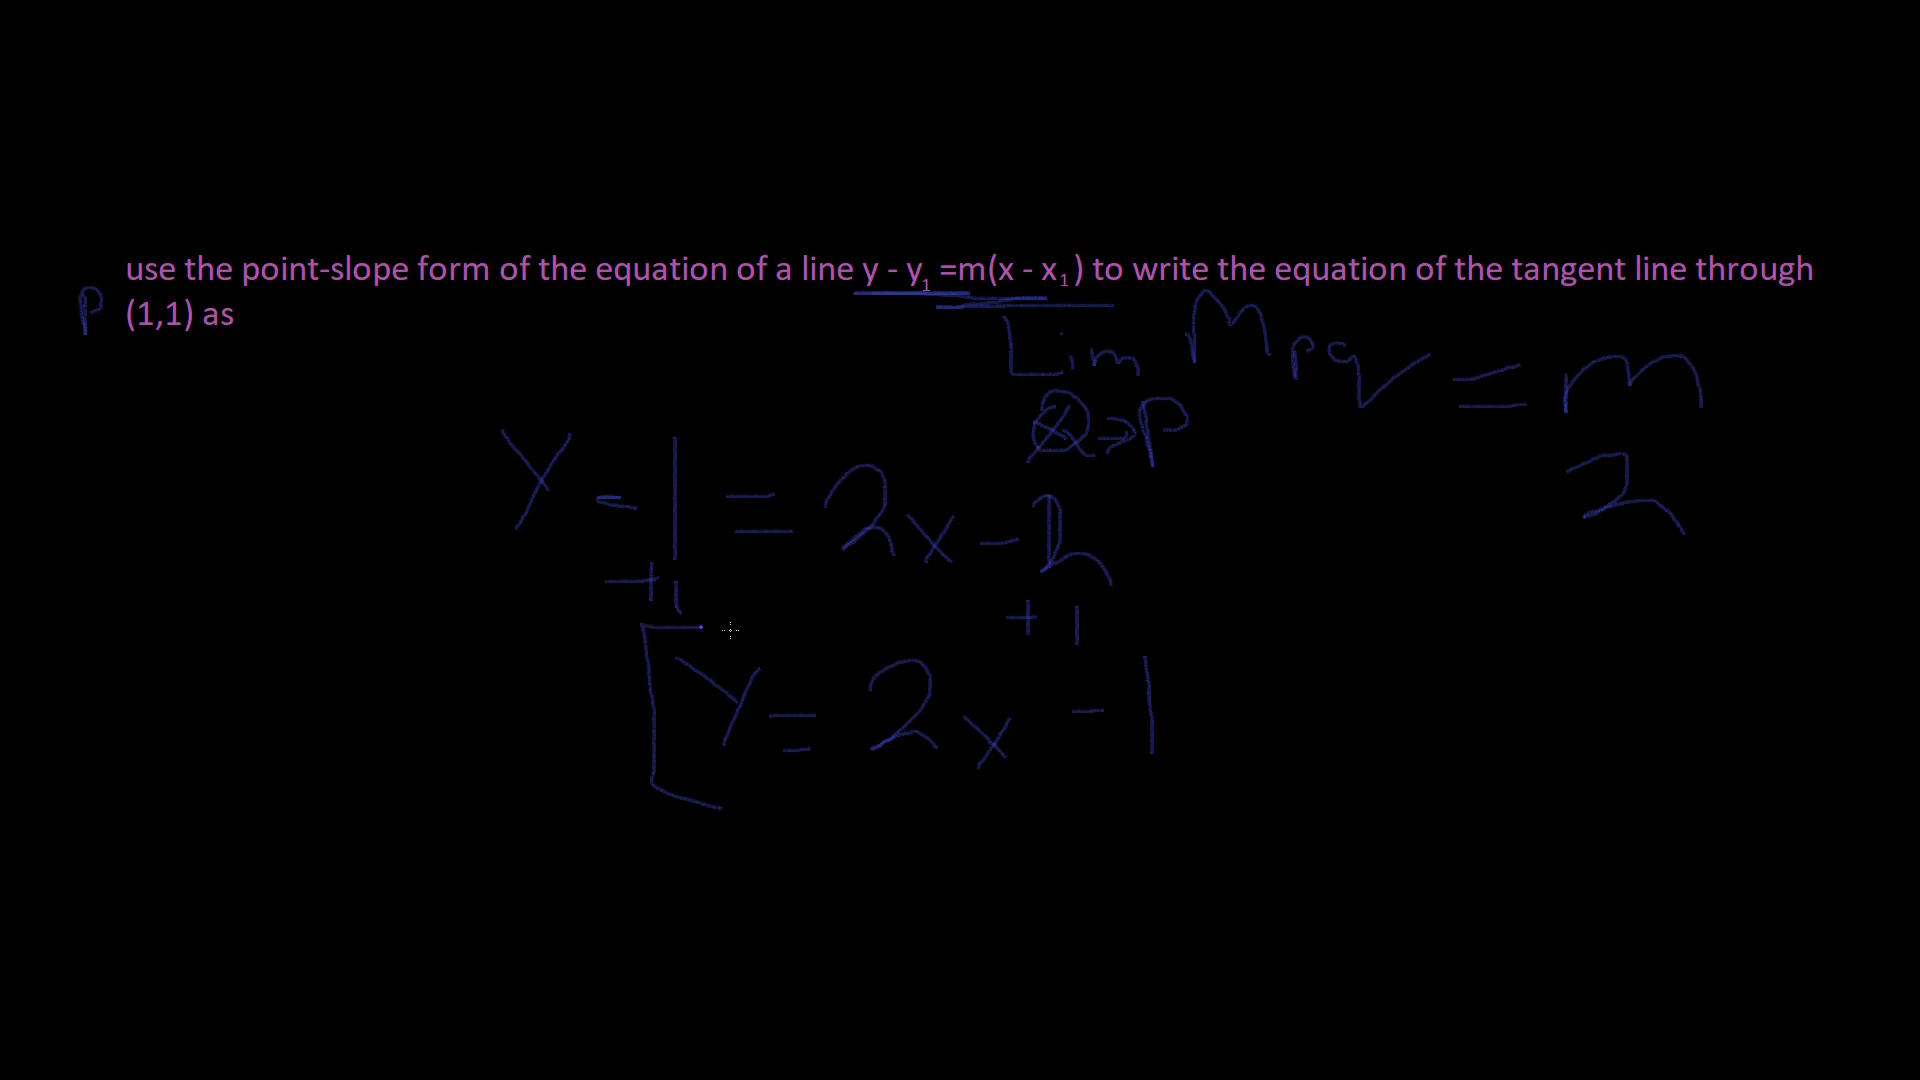 use the point-slope form of the equation of a line y - y₁ =m(x - x₁) to write the equation of the tangent line through
P (1,1) as
Lim M PQ = m
Q→P
2
Y - 1 = 2x - 2
+1 +1
Y = 2x - 1